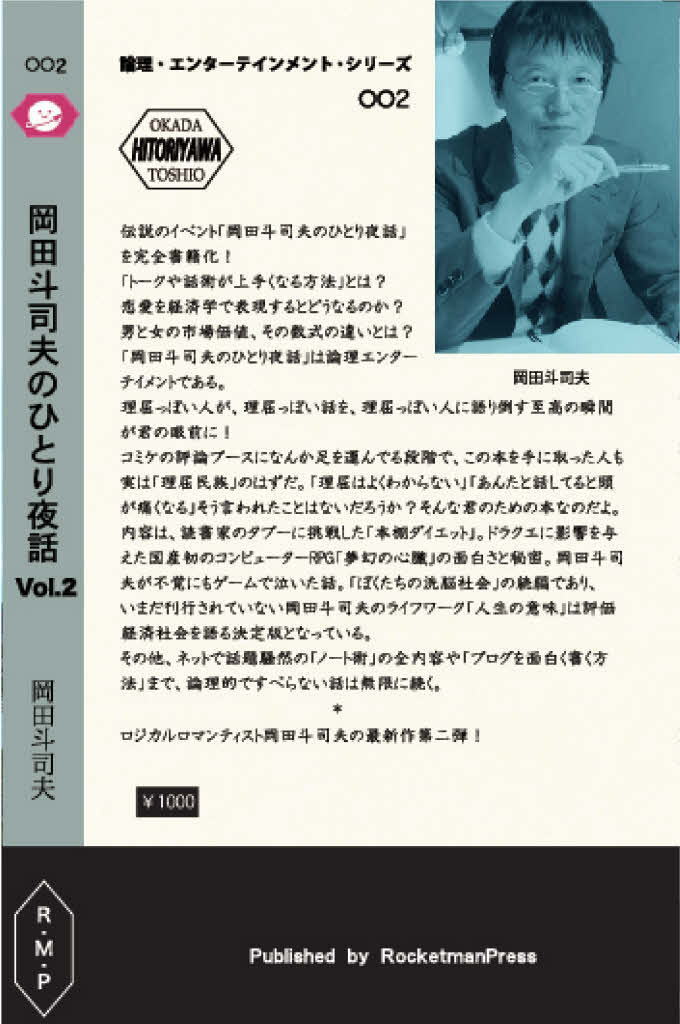 002
岡田斗司夫のひとり夜話
Vol.2
岡田斗司夫
R・M・P
論理・エンターテインメント・シリーズ
002
OKADA
HITORIYAWA
TOSHIO
岡田斗司夫
伝説のイベント「岡田斗司夫のひとり夜話」
を完全書籍化！
「トークや話術が上手くなる方法」とは？
恋愛を経済学で表現するとどうなるのか？
男と女の市場価値、その数式の違いとは？
「岡田斗司夫のひとり夜話」は論理エンター
テイメントである。
理屈っぽい人が、理屈っぽい話を、理屈っぽい人に語り倒す至高の瞬間
が君の眼前に！
コミケの評論ブースになんか足を運んでる段階で、この本を手に取った人も
実は「理屈民族」のはずだ。「理屈はよくわからない」「あんたと話してると頭
が痛くなる」そう言われたことはないだろうか？そんな君のための本なのだよ。
内容は、読書家のタブーに挑戦した「本棚ダイエット」。ドラクエに影響を与
えた国産初のコンピューターRPG「夢幻の心臓」の面白さと秘密。岡田斗司
夫が不覚にもゲームで泣いた話。「ぼくたちの洗脳社会」の続編であり、
いまだ刊行されていない岡田斗司夫のライフワーク「人生の意味」は評価
経済社会を語る決定版となっている。
その他、ネットで話題騒然の「ノート術」の全内容や「ブログを面白く書く方
法」まで、論理的ですべらない話は無限に続く。
*
ロジカルロマンティスト岡田斗司夫の最新作第二弾！
￥1000
Published by RocketmanPress